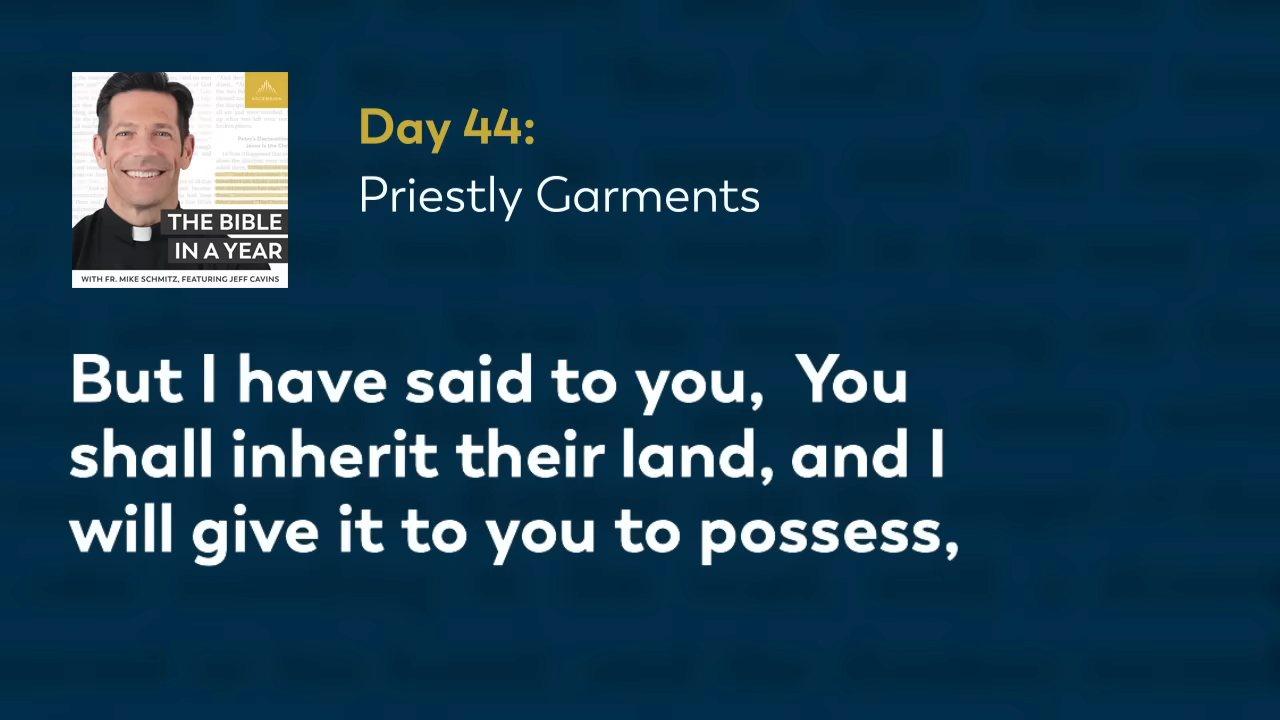 Day 44:
Priestly Garments
THE BIBLE
IN A YEAR
WITH FR. MIKE SCHMITZ, FEATURING JEFF CAVINS
But I have said to you,  You
shall inherit their land, and I
will give it to you to possess,